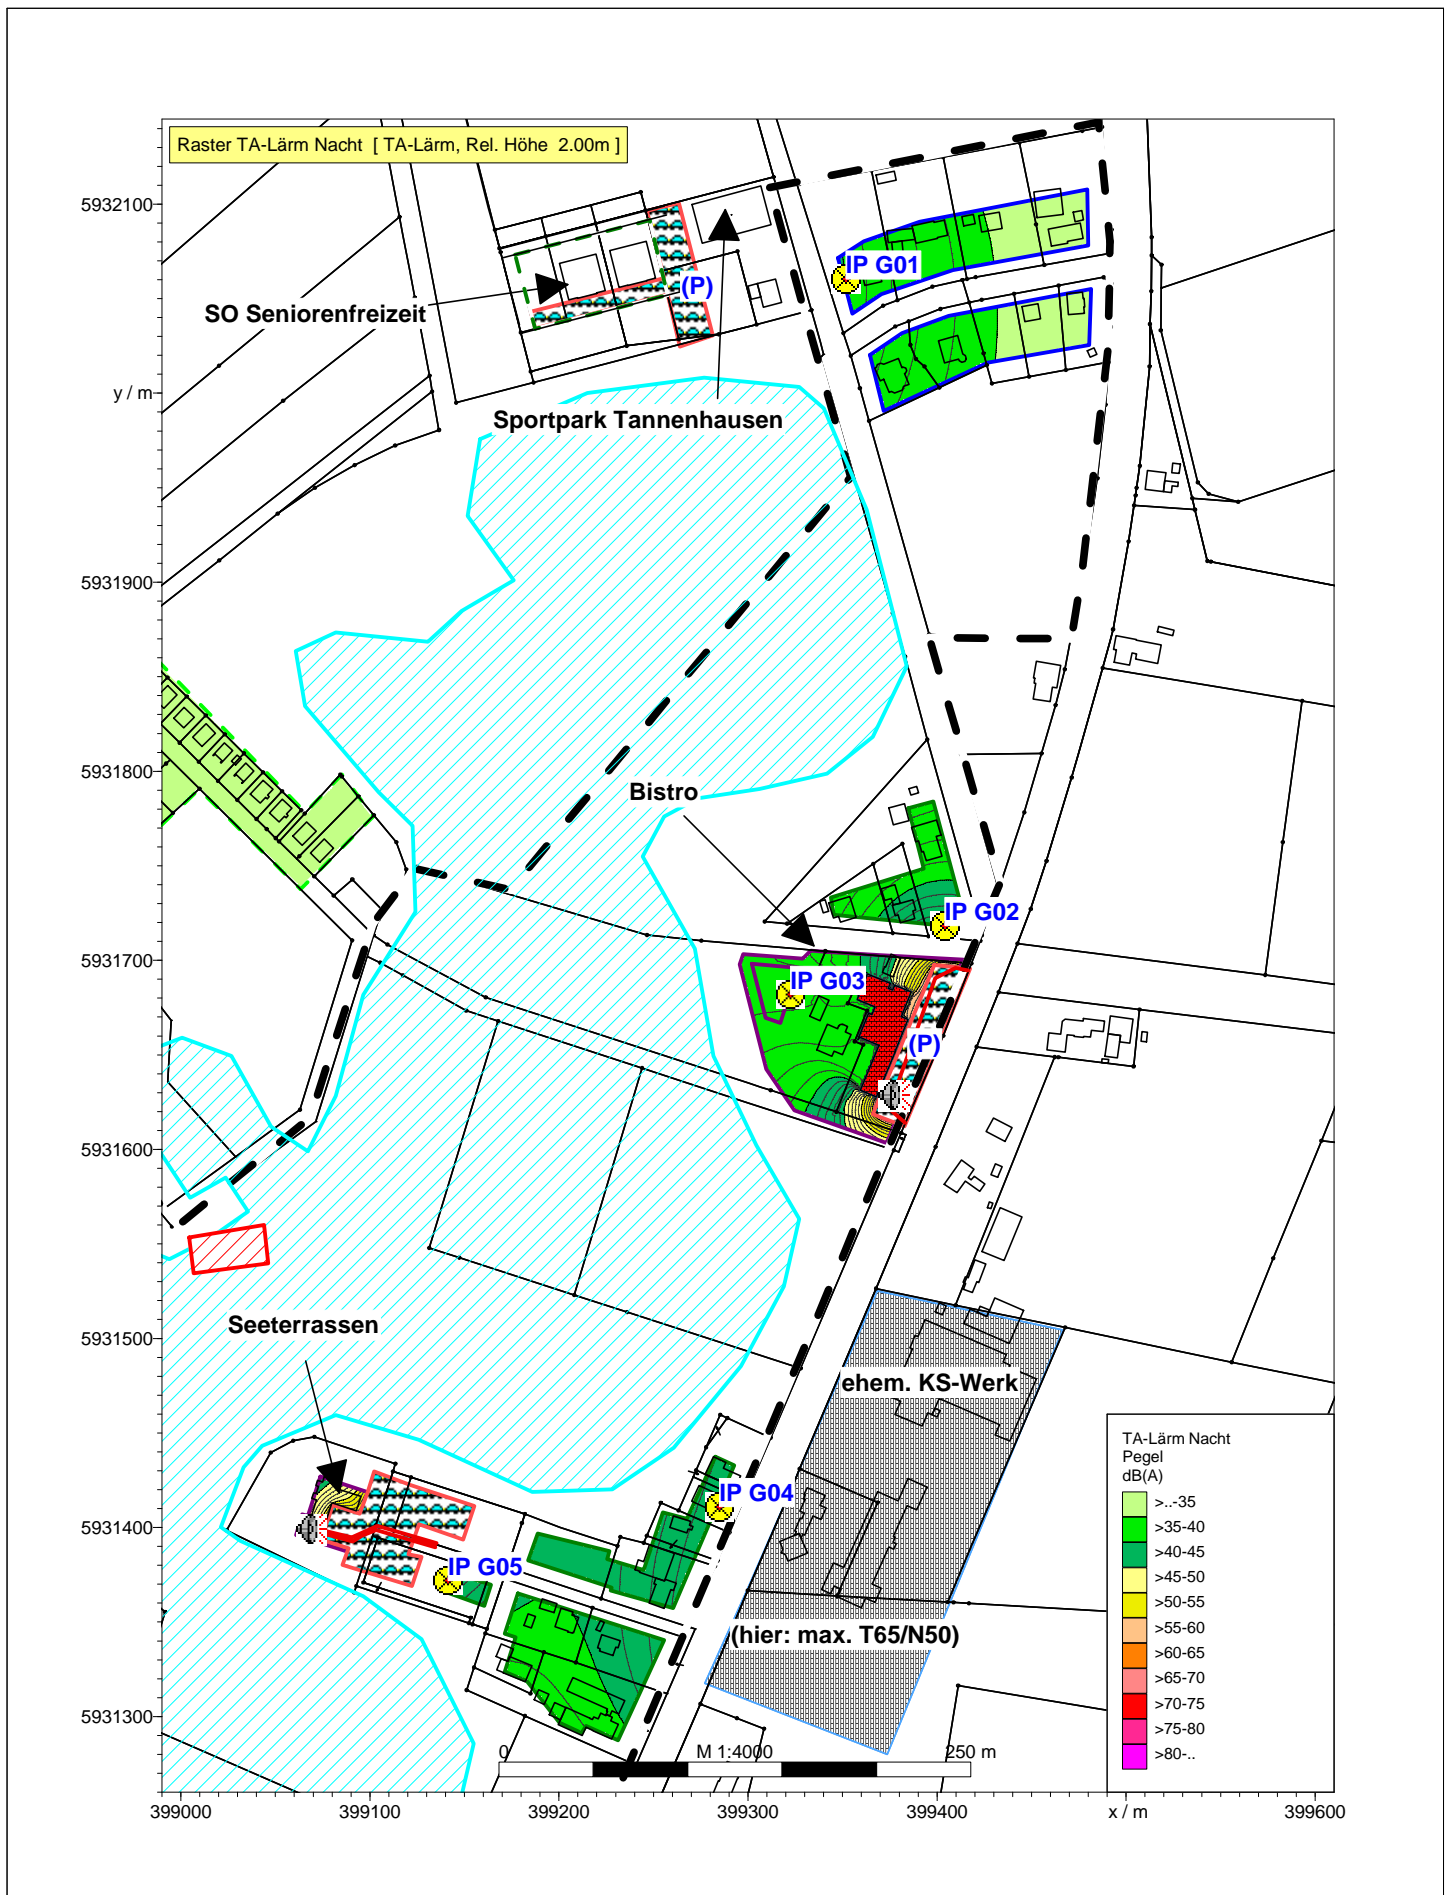 Raster TA-Lärm Nacht [ TA-Lärm, Rel. Höhe 2.00m ]
5932100
IP G01
(P)
SO Seniorenfreizeit
y / m
Sportpark Tannenhausen
5931900
5931800
Bistro
IP G02
5931700
IP G03
(P)
5931600
Seeterrassen
5931500
ehem. KS-Werk
IP G04
5931400
IP G05
(hier: max. T65/N50)
5931300
TA-Lärm Nacht
Pegel
dB(A)
>..-35
>35-40
>40-45
>45-50
>50-55
>55-60
>60-65
>65-70
>70-75
>75-80
>80-..
0 M 1:4000 250 m
399000 399100 399200 399300 399400 x / m 399600